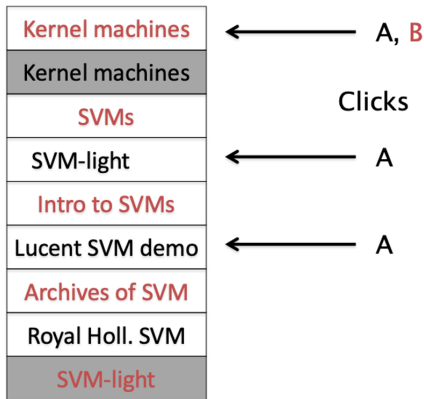 Kernel machines
A, B
Kernel machines
Clicks
SVMs
SVM-light
A
Intro to SVMs
Lucent SVM demo
A
Archives of SVM
Royal Holl. SVM
SVM-light